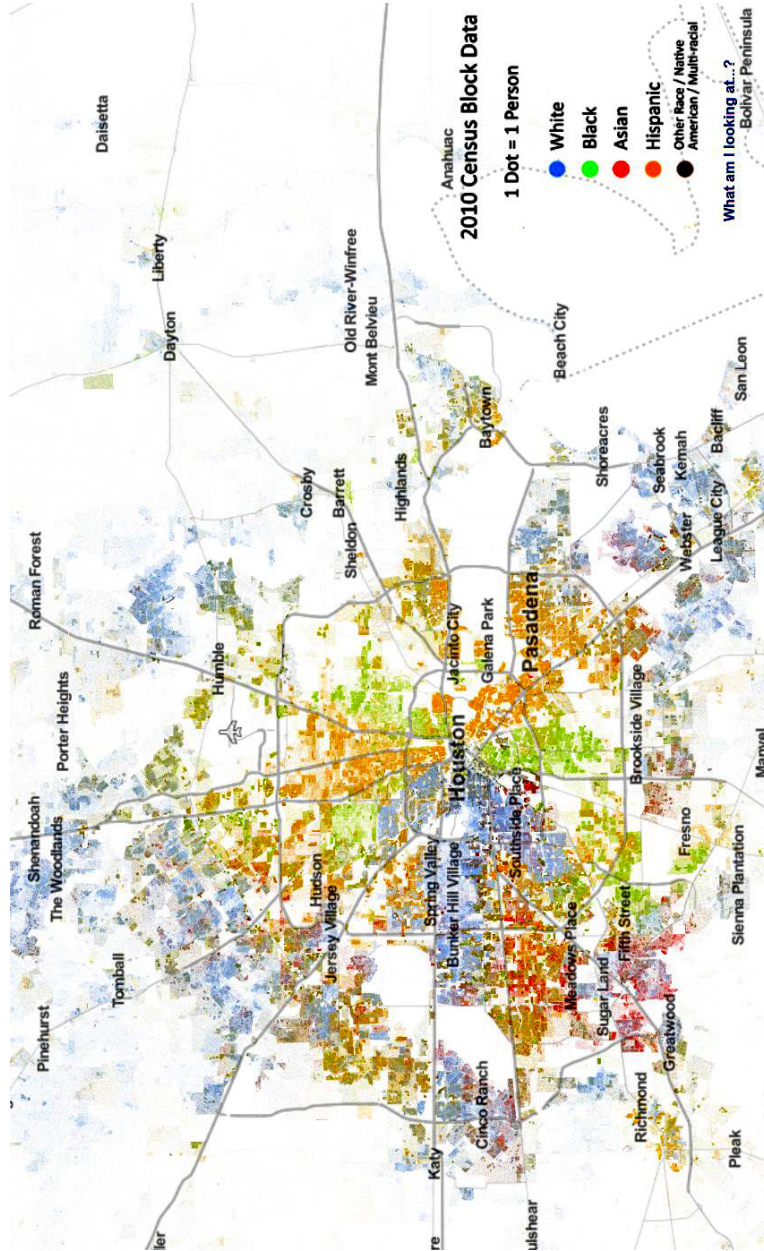 Shenandoah
Roman Forest
Pinehurst
The Woodlands
Porter Heights
Daisetta
Tomball
Liberty
ler
Dayton
Humble
Crosby
Hudson
Jersey Village
Barrett
Sheldon
Old River-Winfree
Mont Belvieu
Highlands
Spring Valley
Katy
re
Anahuac
Bunker Hill Village
Jacinto City
Houston
2010 Census Block Data
Cinco Ranch
Baytown
Galena Park
1 Dot = 1 Person
Southside Place
Pasadena
ulshear
White
Beach City
Meadows Place
Black
Sugar Land
Shoreacres
Asian
Fifth Street
Brookside Village
Richmond
Hispanic
Seabrook
Greatwood
Kemah
Other Race / Native
American / Multi-racial
Webster
Fresno
League City
Bacliff
What am I looking at...?
Pleak
Sienna Plantation
San Leon
Bolivar Peninsula
Manvel